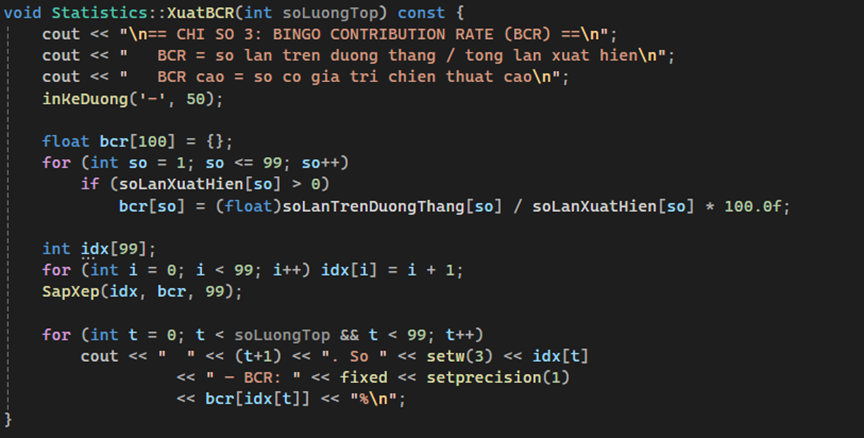 void Statistics::XuatBCR(int soLuongTop) const {
    cout << "\n== CHI SO 3: BINGO CONTRIBUTION RATE (BCR) ==\n";
    cout << "   BCR = so lan tren duong thang / tong lan xuat hien\n";
    cout << "   BCR cao = so co gia tri chien thuat cao\n";
    inKeDuong('-', 50);

    float bcr[100] = {};
    for (int so = 1; so <= 99; so++)
        if (soLanXuatHien[so] > 0)
            bcr[so] = (float)soLanTrenDuongThang[so] / soLanXuatHien[so] * 100.0f;

    int idx[99];
    for (int i = 0; i < 99; i++) idx[i] = i + 1;
    SapXep(idx, bcr, 99);

    for (int t = 0; t < soLuongTop && t < 99; t++)
        cout << "  " << (t+1) << ". So " << setw(3) << idx[t]
                  << " - BCR: " << fixed << setprecision(1)
                  << bcr[idx[t]] << "%\n";
}